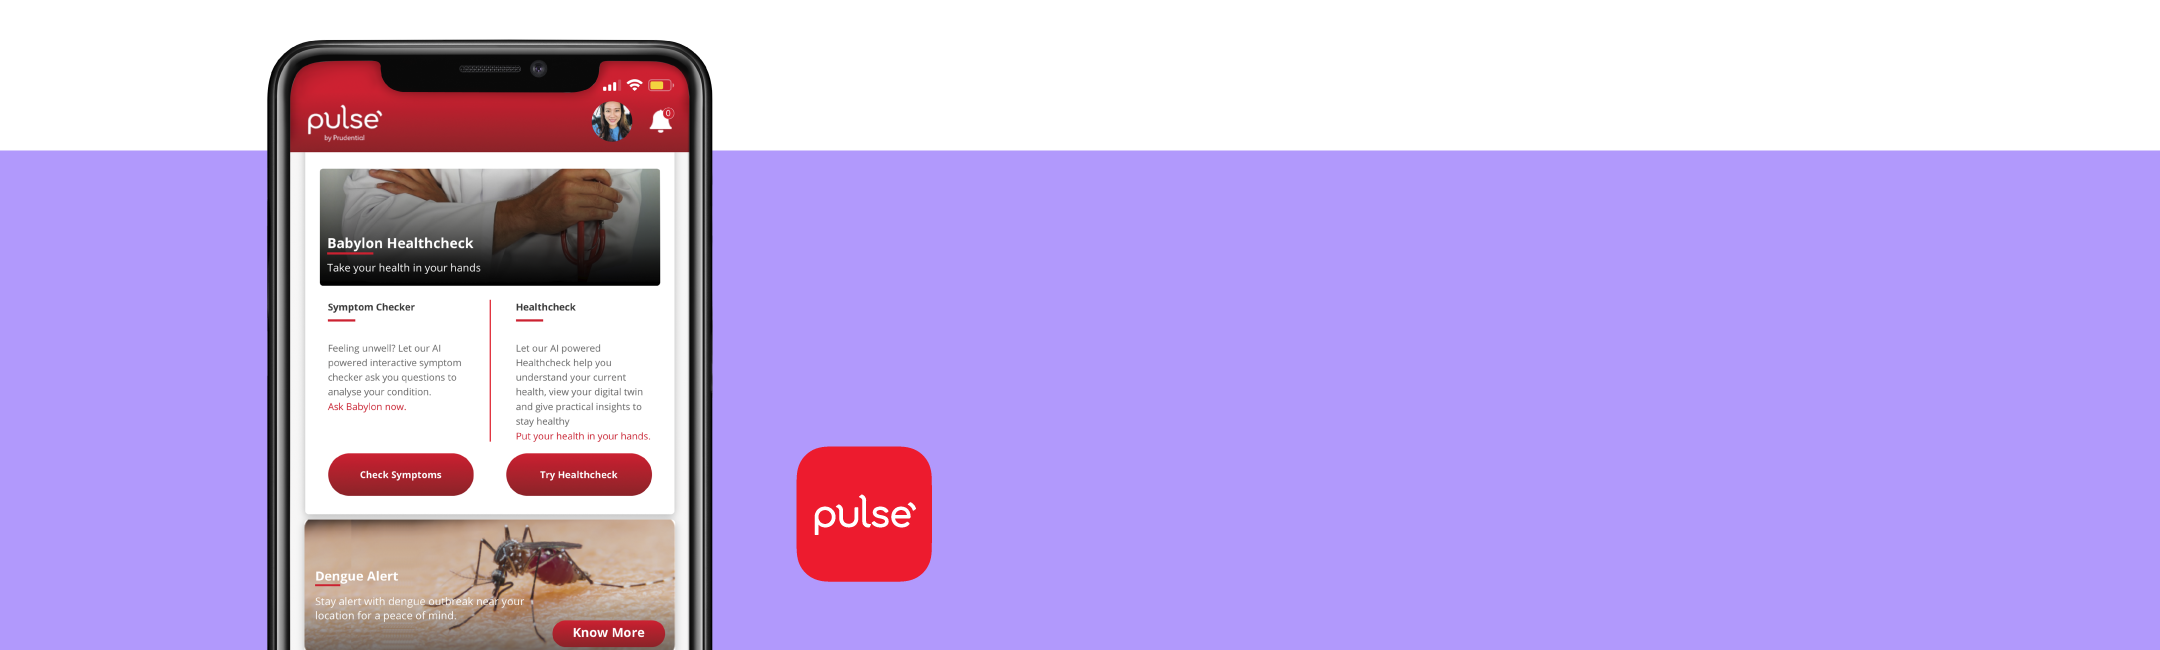 pulse
by Prudential
0
Babylon Healthcheck
Take your health in your hands
Symptom Checker
Feeling unwell? Let our AI
powered interactive symptom
checker ask you questions to
analyse your condition.
Ask Babylon now.
Check Symptoms
Healthcheck
Let our AI powered
Healthcheck help you
understand your current
health, view your digital twin
and give practical insights to
stay healthy
Put your health in your hands.
Try Healthcheck
Dengue Alert
Stay alert with dengue outbreak near your
location for a peace of mind.
Know More
pulse